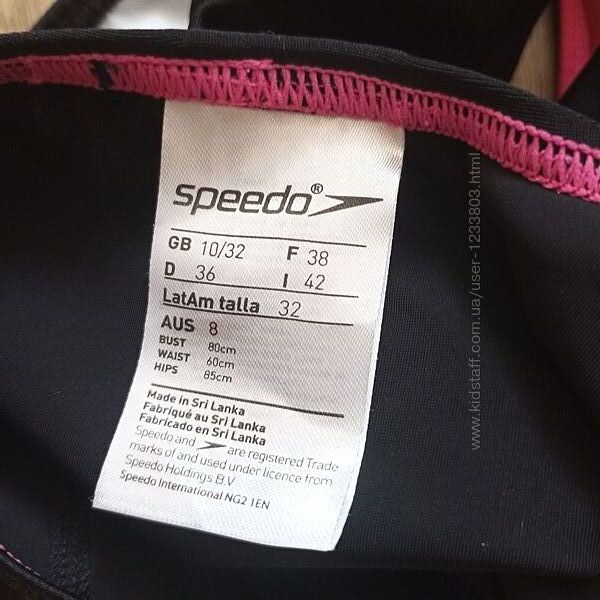 speedo®
GB 10/32 F 38
D 36 I 42
LatAm talla 32
AUS 8
BUST 80cm
WAIST 60cm
HIPS 85cm
Made in Sri Lanka
Fabriqué au Sri Lanka
Fabricado en Sri Lanka
Speedo and are registered Trade
marks of and used under licence from
Speedo Holdings B.V
Speedo International NG2 1EN
www.kidstaff.com.ua/user-1233803.html